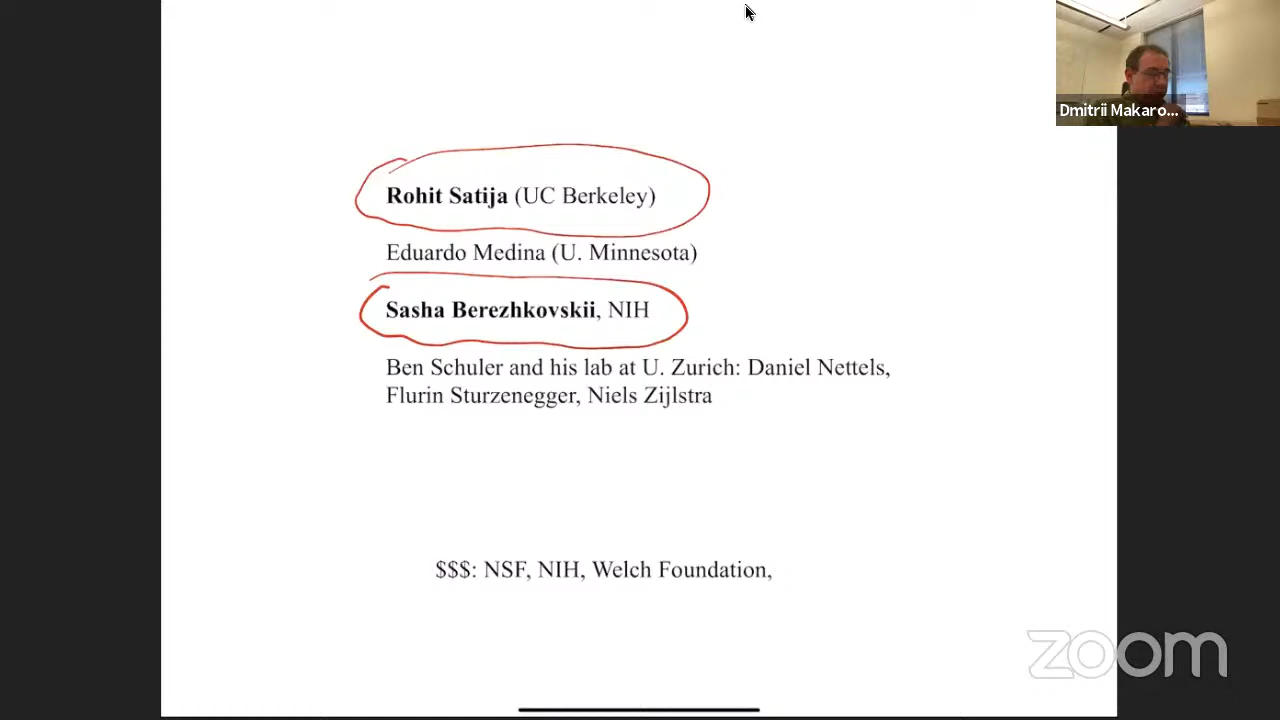 Dmitrii Makaro...
Rohit Satija (UC Berkeley)
Eduardo Medina (U. Minnesota)
Sasha Berezhkovskii, NIH
Ben Schuler and his lab at U. Zurich: Daniel Nettels,
Flurin Sturzenegger, Niels Zijlstra
$$$: NSF, NIH, Welch Foundation,
zoom